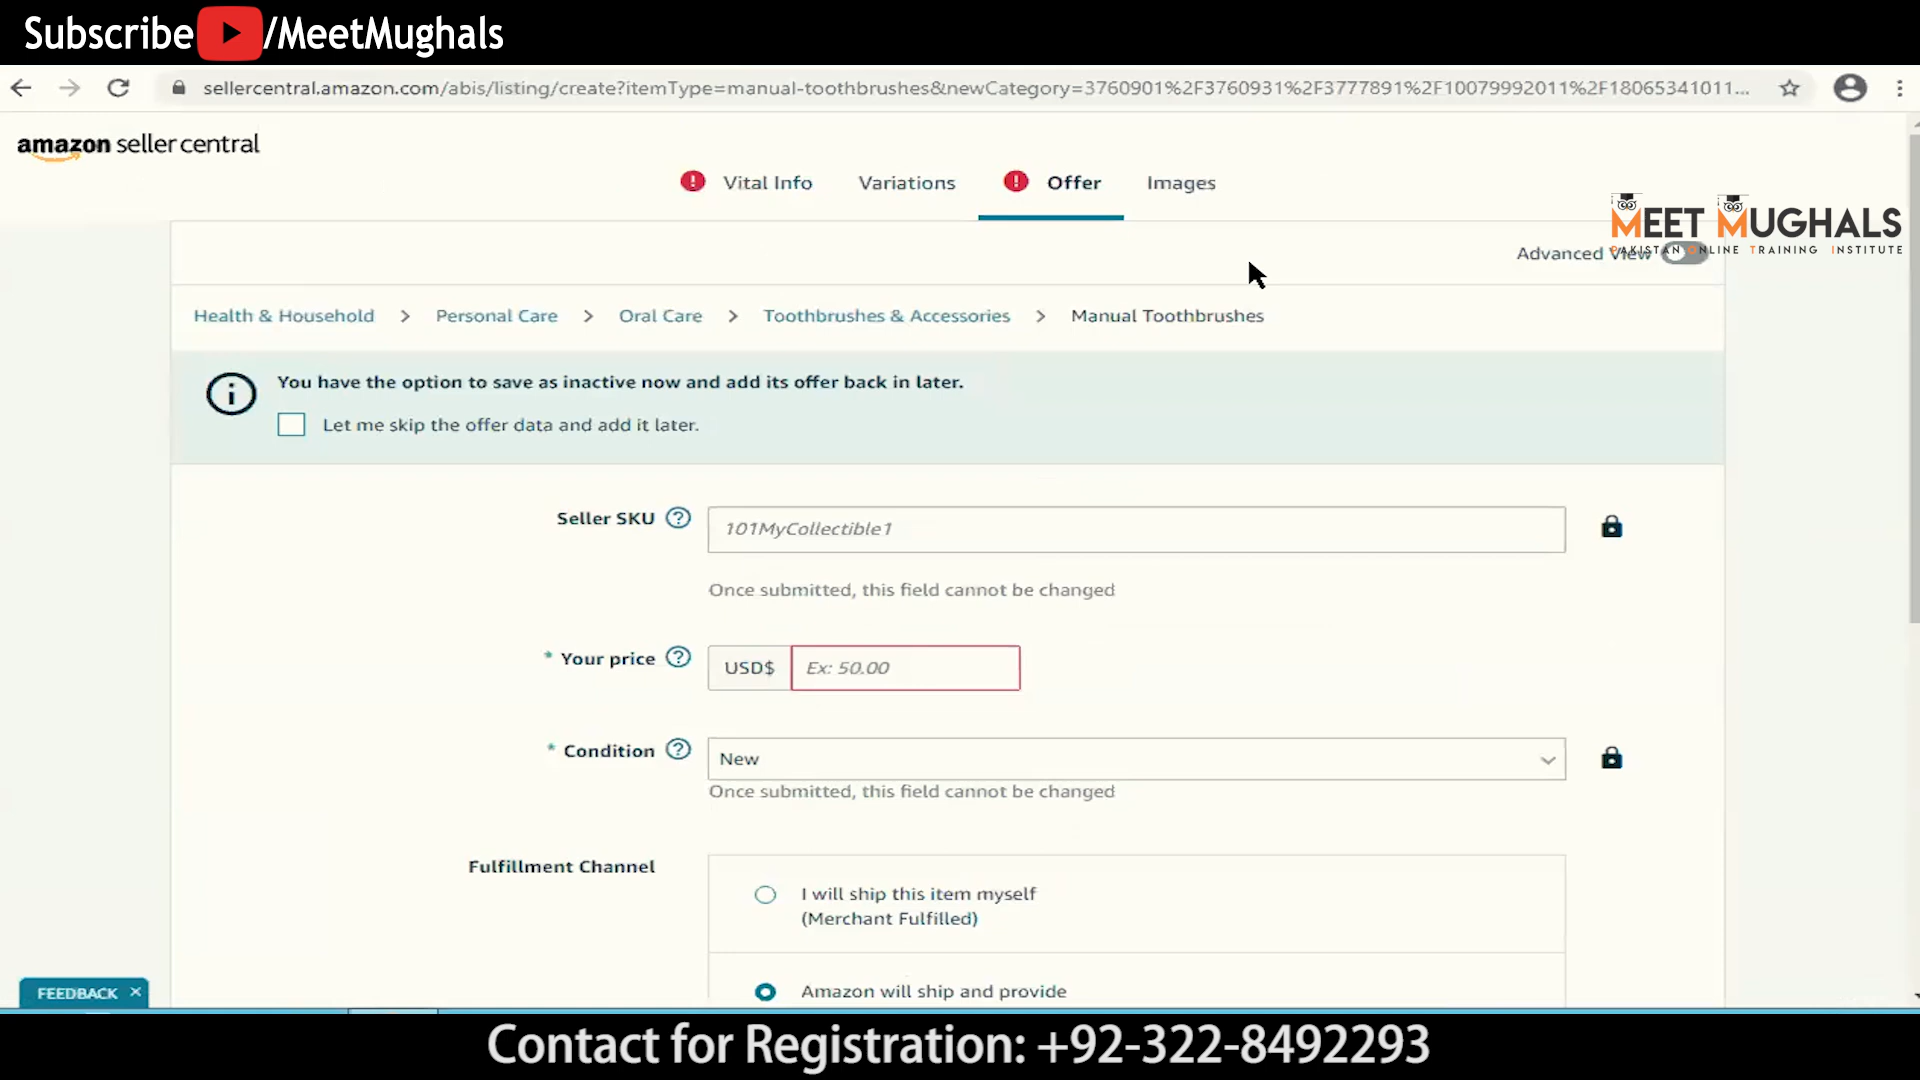 Subscribe /MeetMughals
sellercentral.amazon.com/abis/listing/create?itemType=manual-toothbrushes&newCategory=3760901%2F3760931%2F3777891%2F10079992011%2F18065341011...
amazon seller central
! Vital Info Variations ! Offer Images
MEET MUGHALS
PAKISTAN ONLINE TRAINING INSTITUTE
Advanced View
Health & Household > Personal Care > Oral Care > Toothbrushes & Accessories > Manual Toothbrushes
You have the option to save as inactive now and add its offer back in later.
Let me skip the offer data and add it later.
Seller SKU ? 101MyCollectible1
Once submitted, this field cannot be changed
* Your price ? USD$ Ex: 50.00
* Condition ? New
Once submitted, this field cannot be changed
Fulfillment Channel
I will ship this item myself
(Merchant Fulfilled)
Amazon will ship and provide
FEEDBACK ×
Contact for Registration: +92-322-8492293